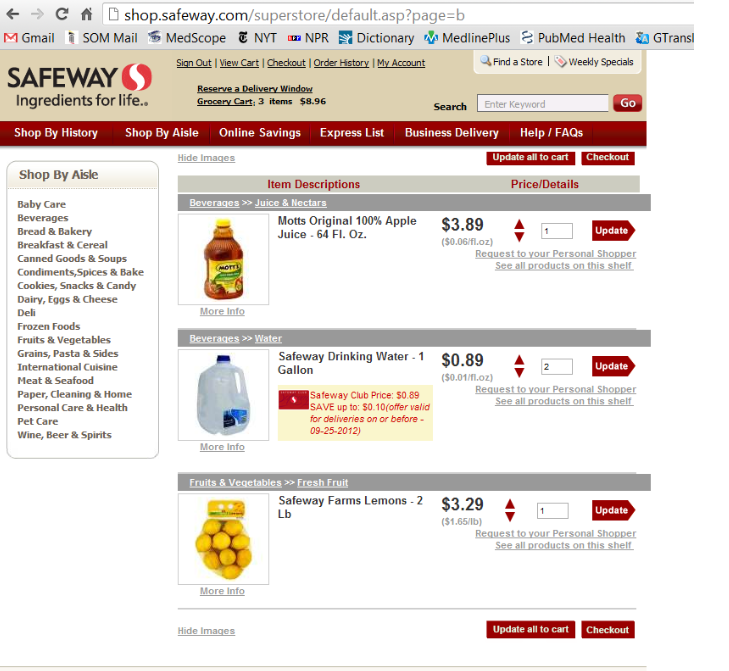 shop.safeway.com/superstore/default.asp?page=b
Gmail SOM Mail MedScope NYT NPR Dictionary MedlinePlus PubMed Health GTransl
SAFEWAY
Ingredients for life..
Sign Out | View Cart | Checkout | Order History | My Account
Find a Store | Weekly Specials
Reserve a Delivery Window
Grocery Cart: 3 items $8.96
Search Enter Keyword Go
Shop By History Shop By Aisle Online Savings Express List Business Delivery Help / FAQs
Shop By Aisle
Baby Care
Beverages
Bread & Bakery
Breakfast & Cereal
Canned Goods & Soups
Condiments,Spices & Bake
Cookies, Snacks & Candy
Dairy, Eggs & Cheese
Deli
Frozen Foods
Fruits & Vegetables
Grains, Pasta & Sides
International Cuisine
Meat & Seafood
Paper, Cleaning & Home
Personal Care & Health
Pet Care
Wine, Beer & Spirits
Hide Images Update all to cart Checkout
Item Descriptions Price/Details
Beverages >> Juice & Nectars
MOTT'S
Motts Original 100% Apple
Juice - 64 Fl. Oz.
$3.89 1 Update
($0.06/fl.oz)
Request to your Personal Shopper
See all products on this shelf
More Info
Beverages >> Water
Safeway Drinking Water - 1
Gallon
$0.89 2 Update
($0.01/fl.oz)
Request to your Personal Shopper
See all products on this shelf
Safeway Club Price: $0.89
SAVE up to: $0.10(offer valid
for deliveries on or before -
09-25-2012)
More Info
Fruits & Vegetables >> Fresh Fruit
Safeway Farms Lemons - 2
Lb
$3.29 1 Update
($1.65/lb)
Request to your Personal Shopper
See all products on this shelf
More Info
Hide Images Update all to cart Checkout